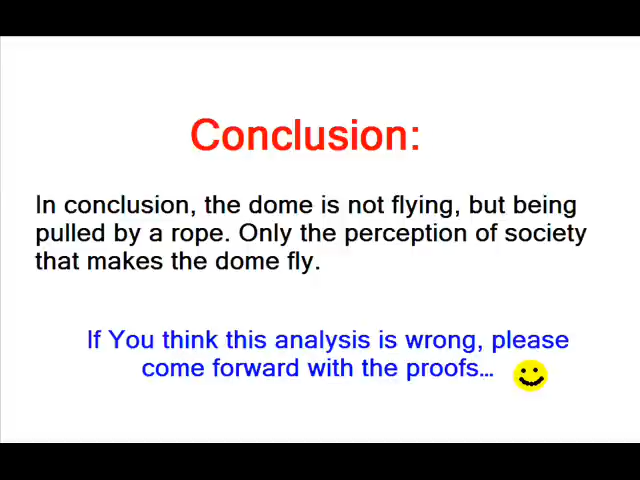 Conclusion:
In conclusion, the dome is not flying, but being
pulled by a rope. Only the perception of society
that makes the dome fly.
If You think this analysis is wrong, please
come forward with the proofs...